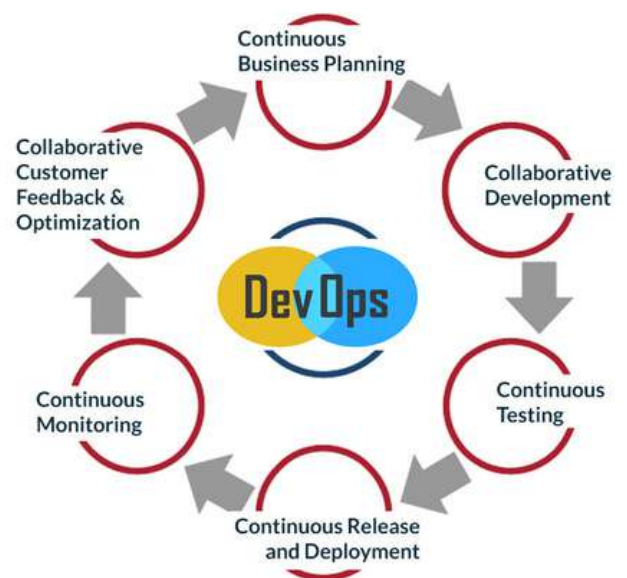 Continuous
Business Planning
Collaborative
Development
Continuous
Testing
Continuous Release
and Deployment
Continuous
Monitoring
Collaborative
Customer
Feedback &
Optimization
DevOps